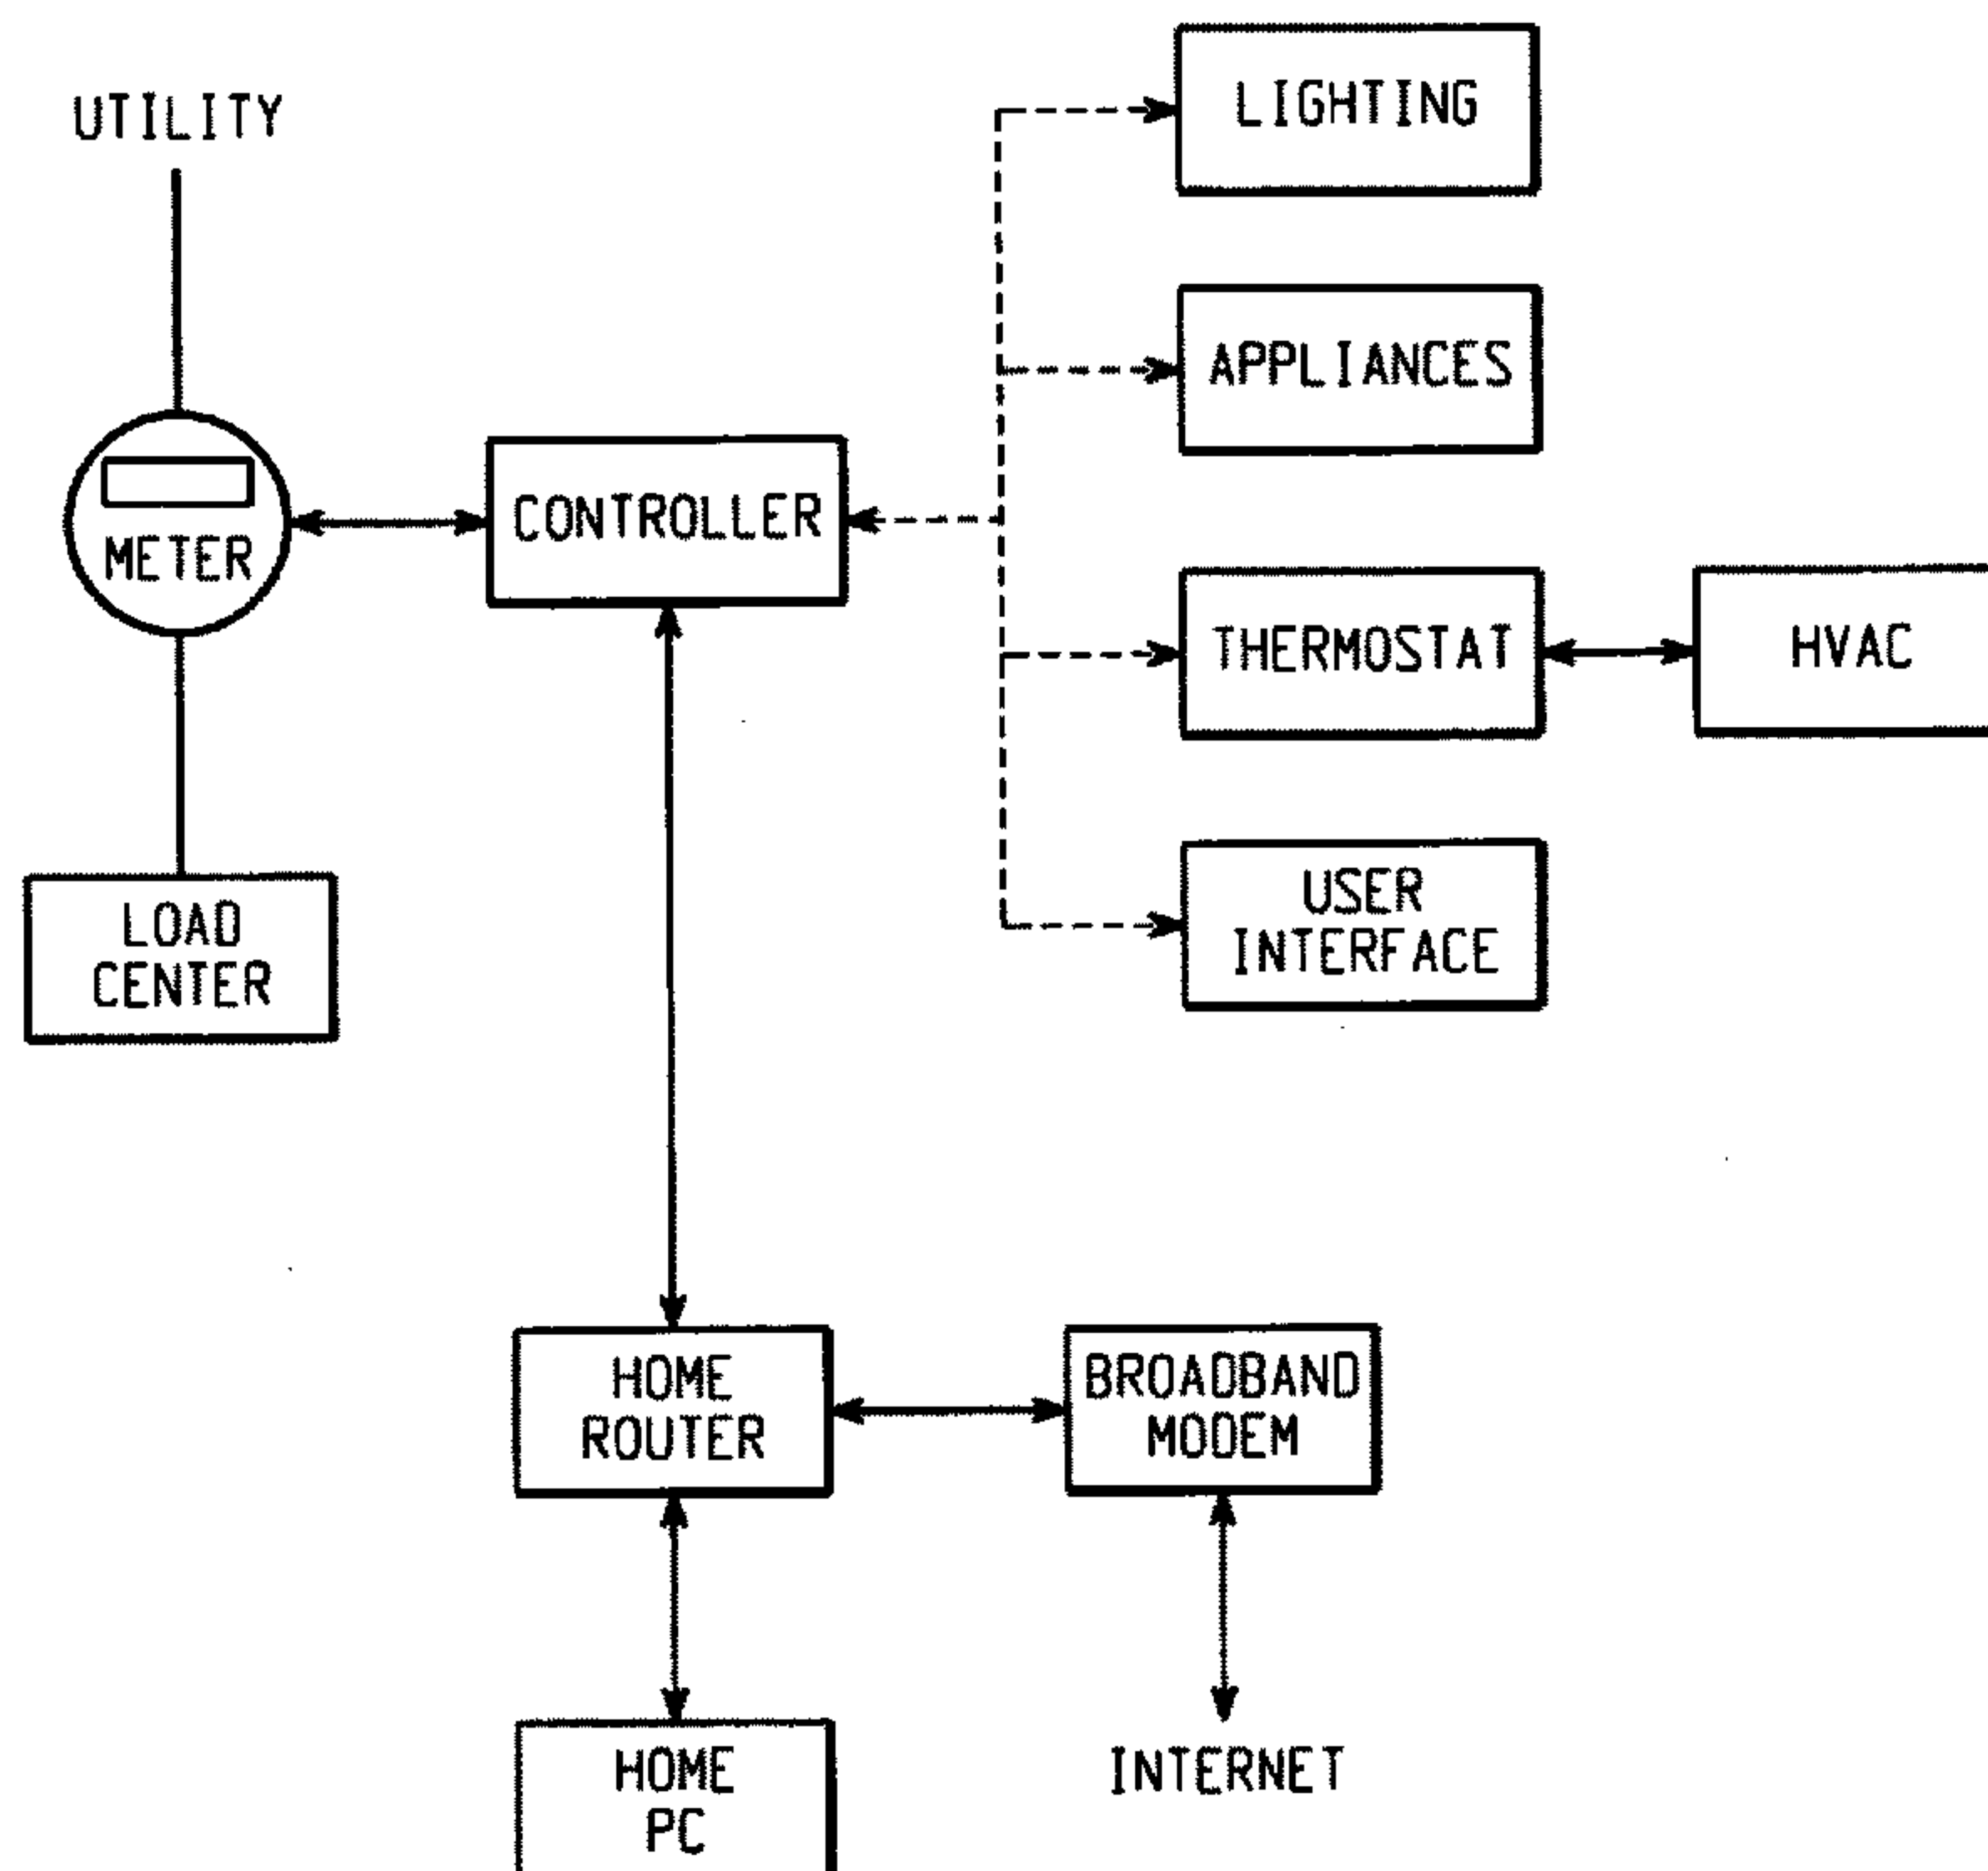 UTILITY
LIGHTING
APPLIANCES
METER
CONTROLLER
THERMOSTAT
HVAC
LOAD
CENTER
USER
INTERFACE
HOME
ROUTER
BROADBAND
MODEM
HOME
PC
INTERNET